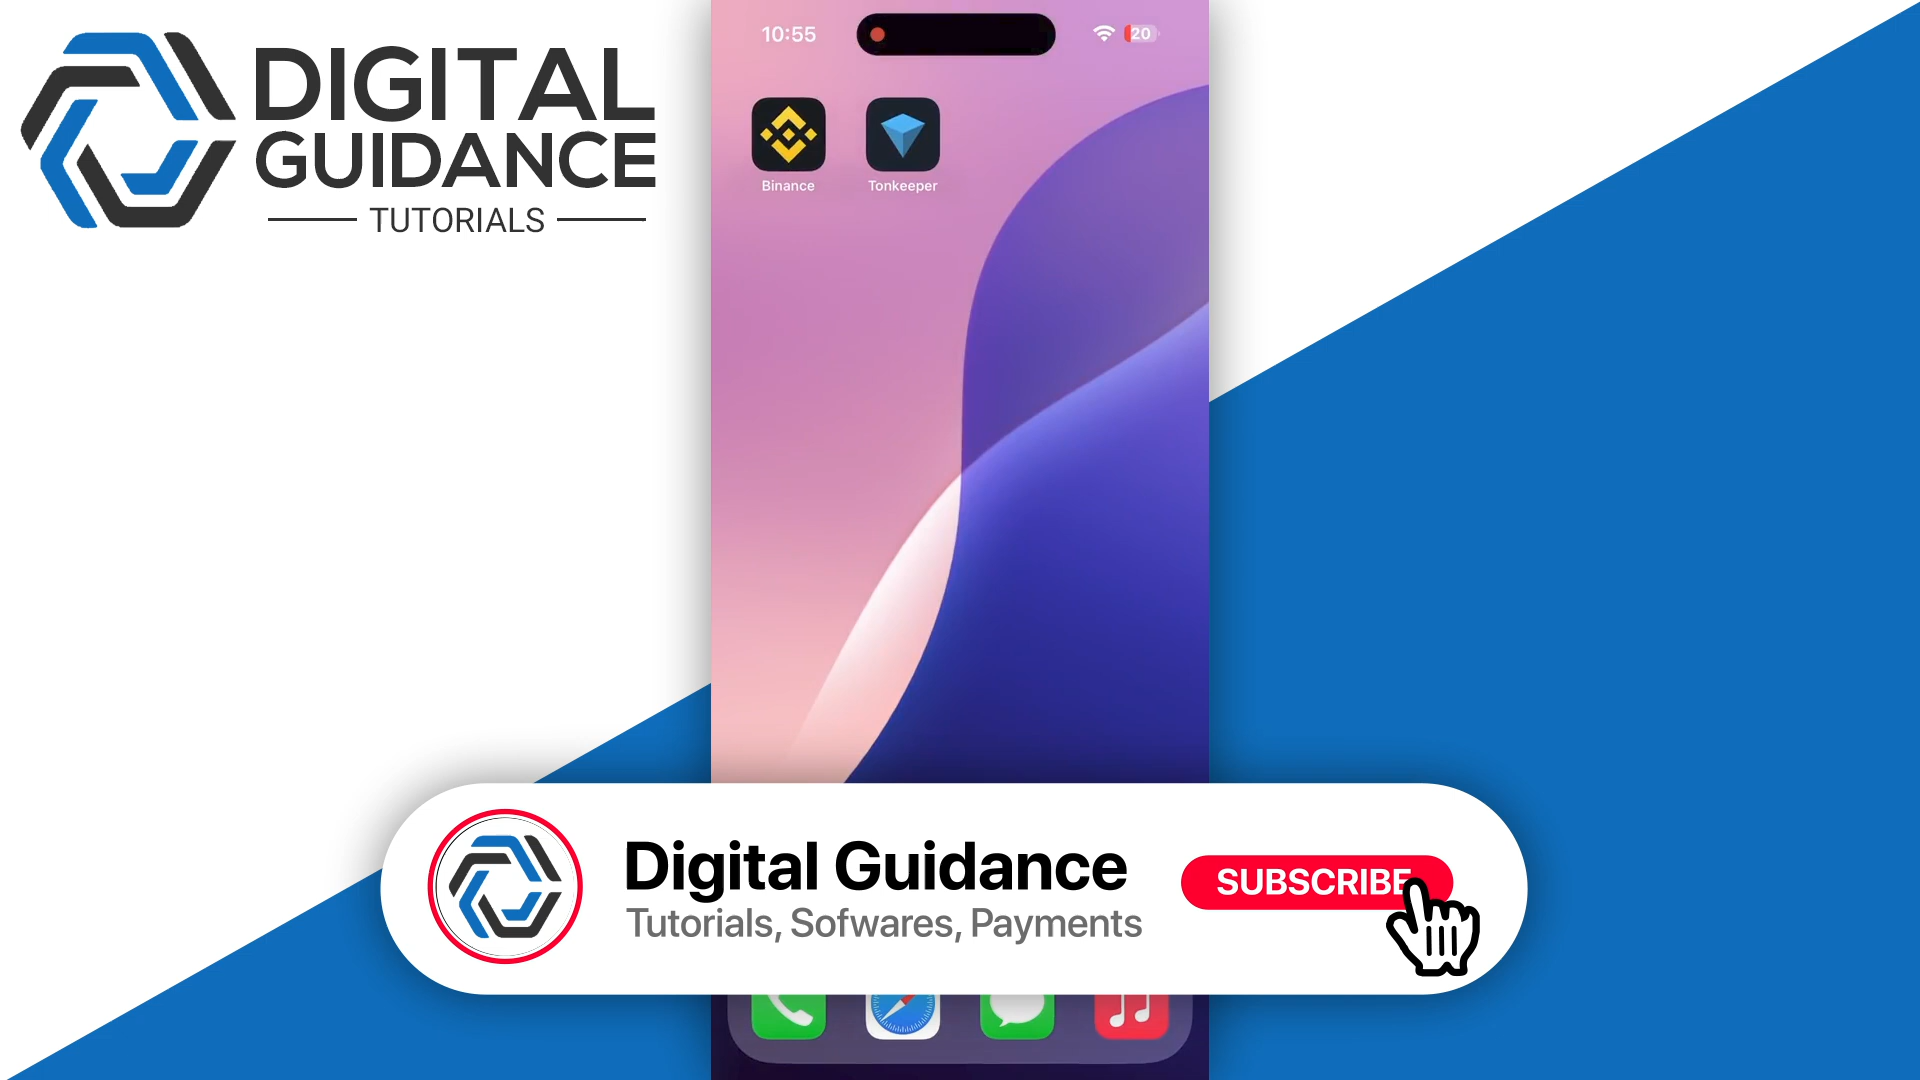 DIGITAL
GUIDANCE
TUTORIALS
10:55
20
Binance
Tonkeeper
Digital Guidance
Tutorials, Sofwares, Payments
SUBSCRIBE